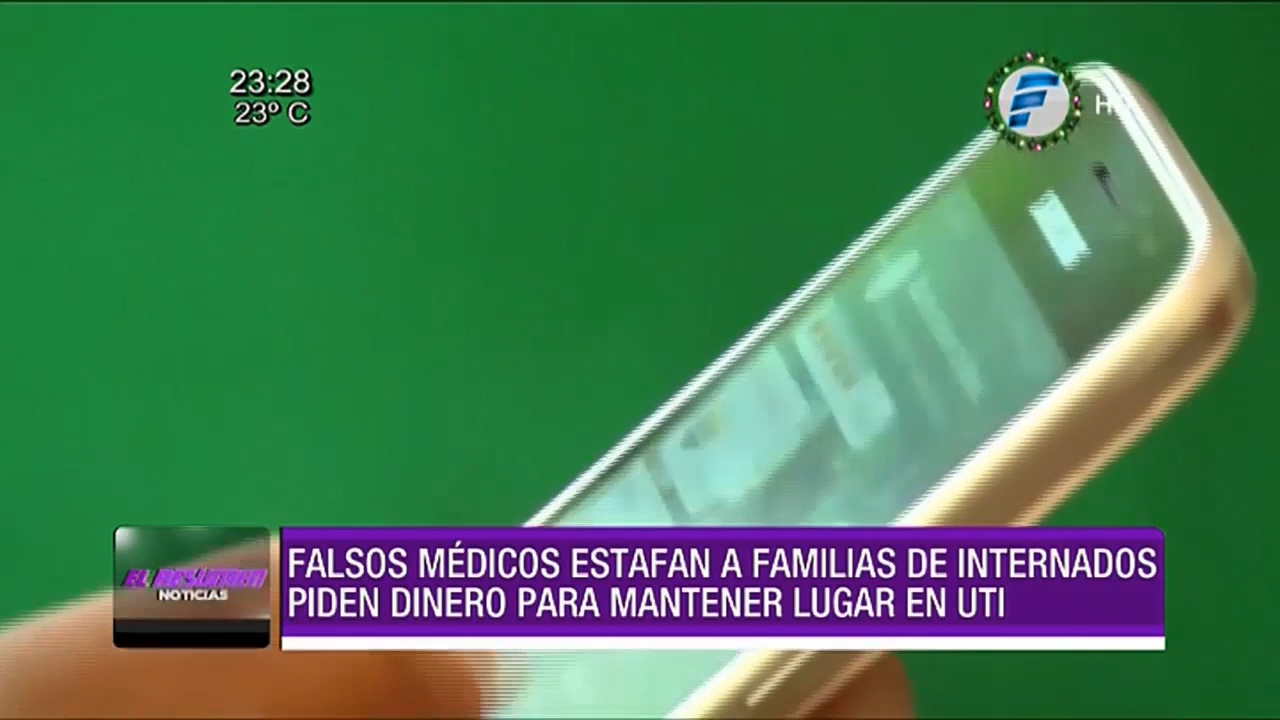 23:28
23º C
H
EL RESUMEN
NOTICIAS
FALSOS MÉDICOS ESTAFAN A FAMILIAS DE INTERNADOS
PIDEN DINERO PARA MANTENER LUGAR EN UTI